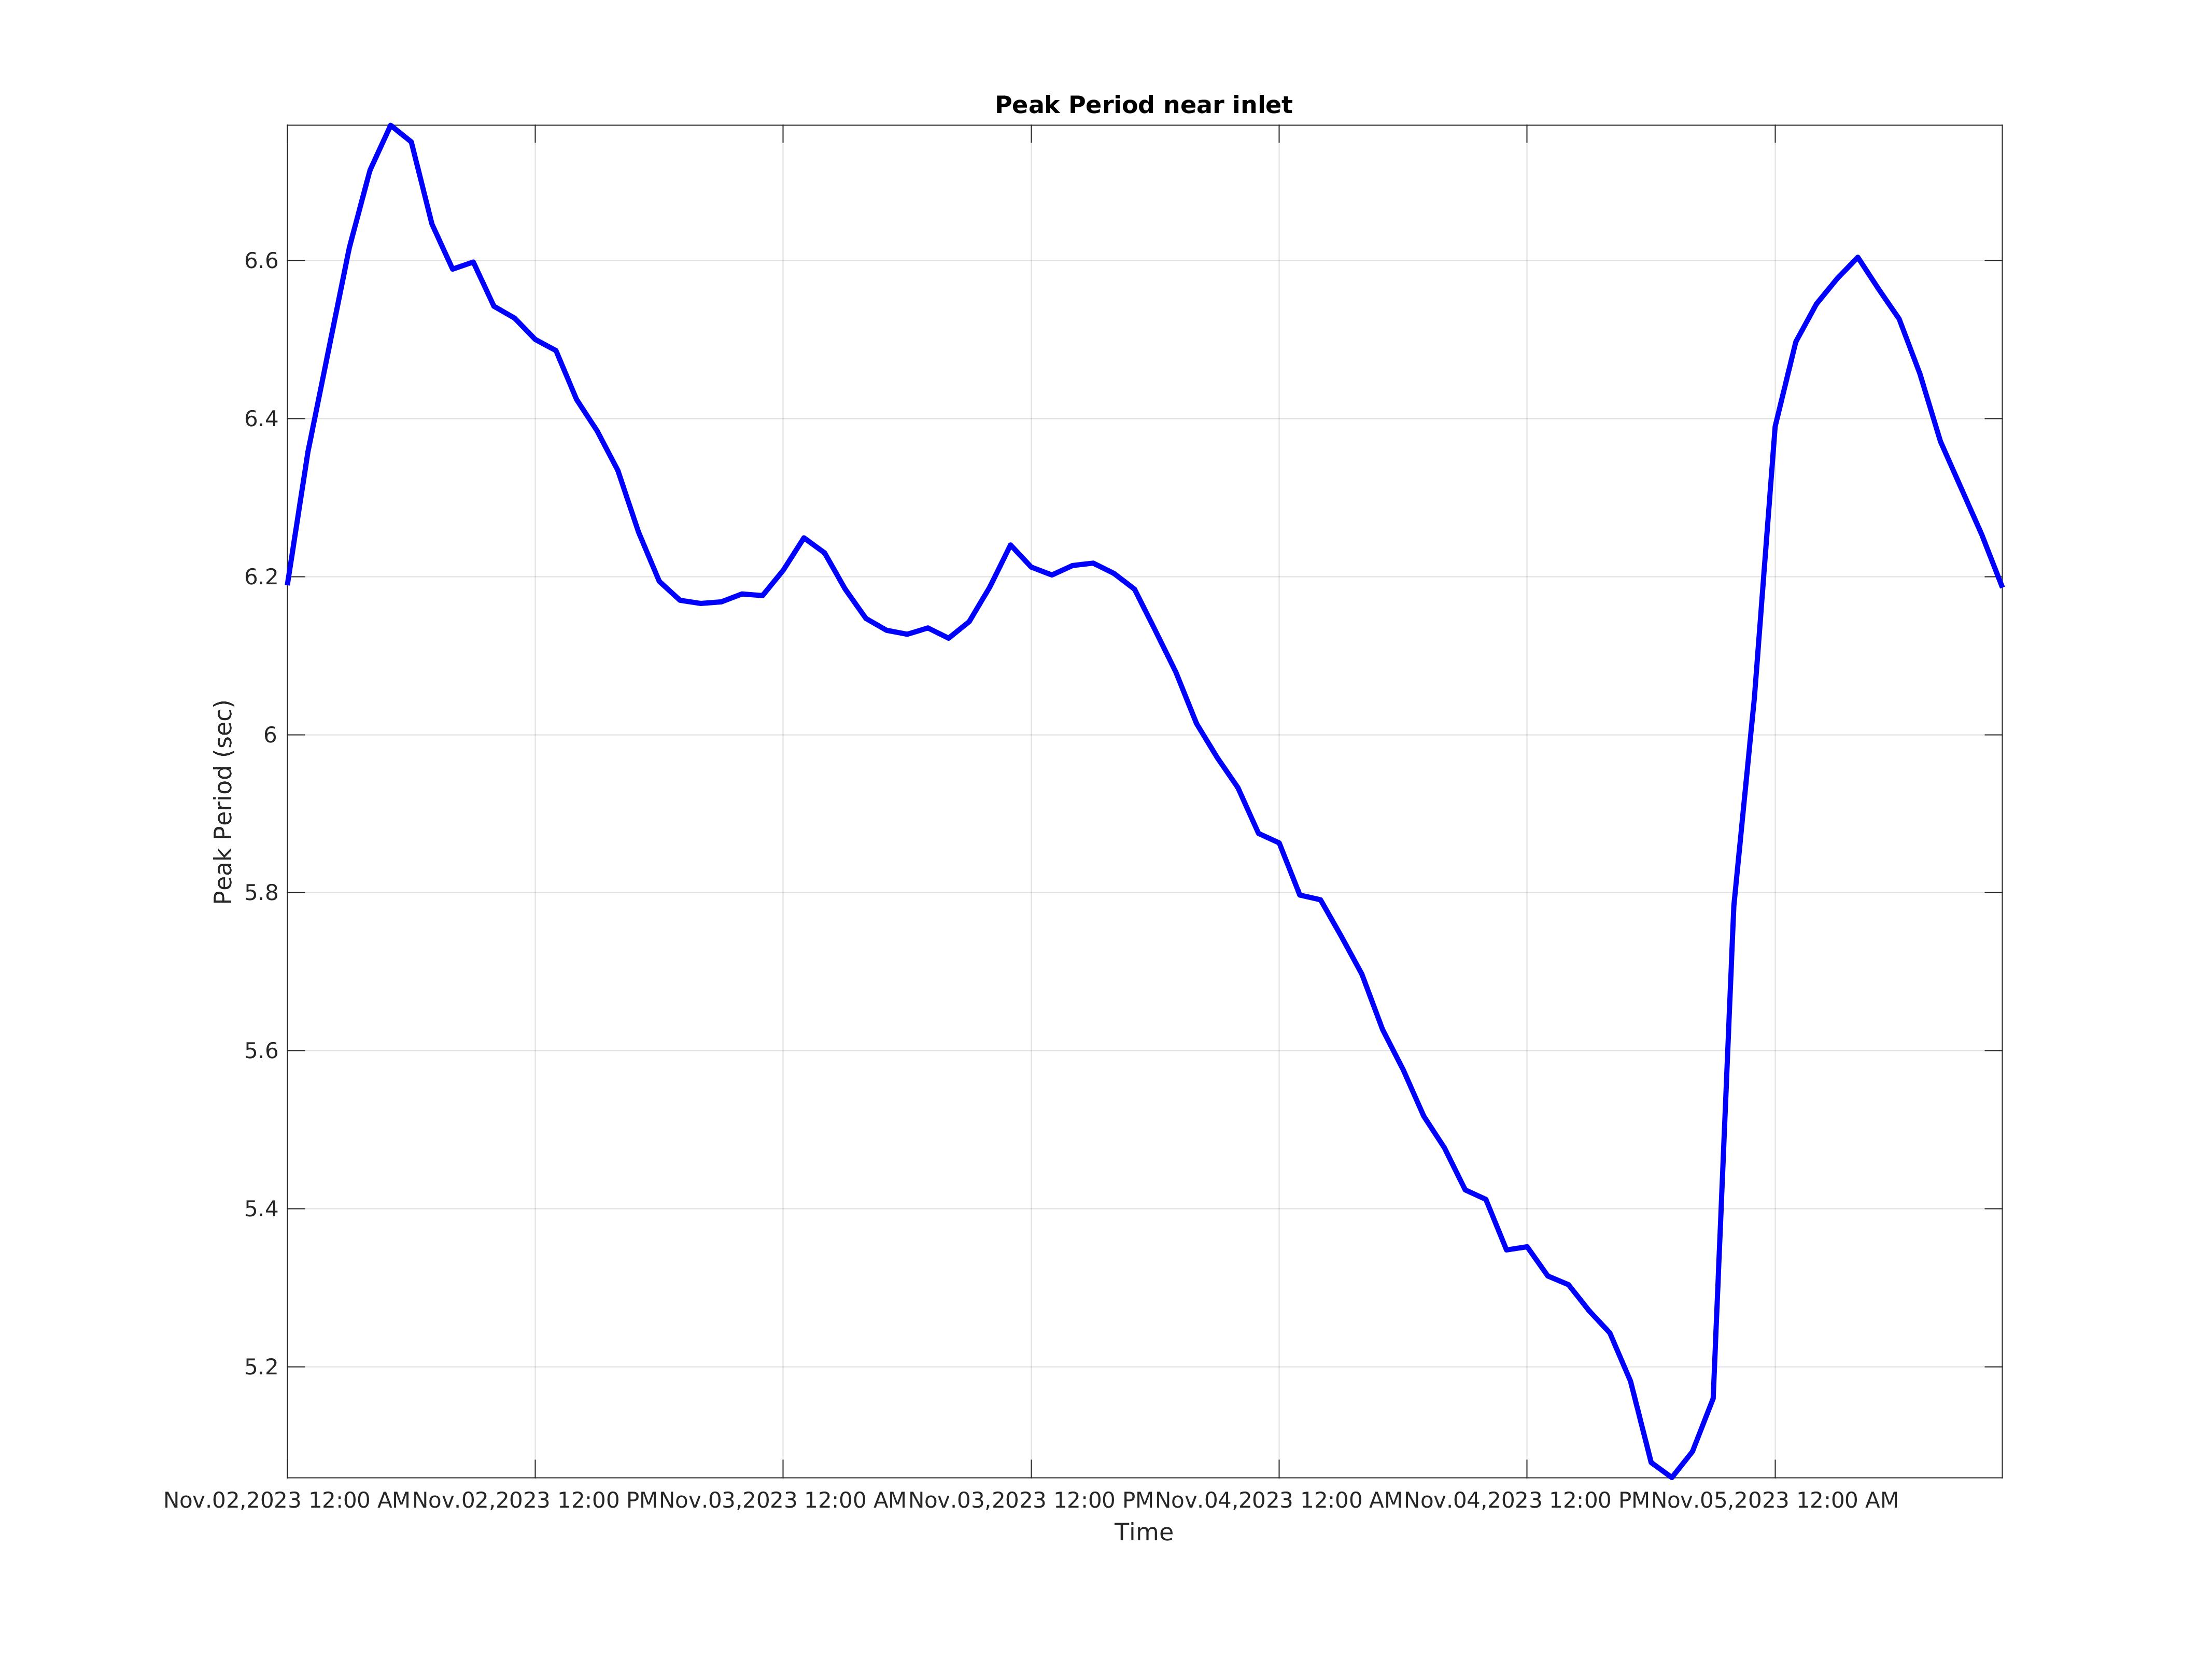 Peak Period near inlet
Peak Period (sec)
6.6
6.4
6.2
6
5.8
5.6
5.4
5.2
Nov.02,2023 12:00 AM Nov.02,2023 12:00 PM Nov.03,2023 12:00 AM Nov.03,2023 12:00 PM Nov.04,2023 12:00 AM Nov.04,2023 12:00 PM Nov.05,2023 12:00 AM
Time